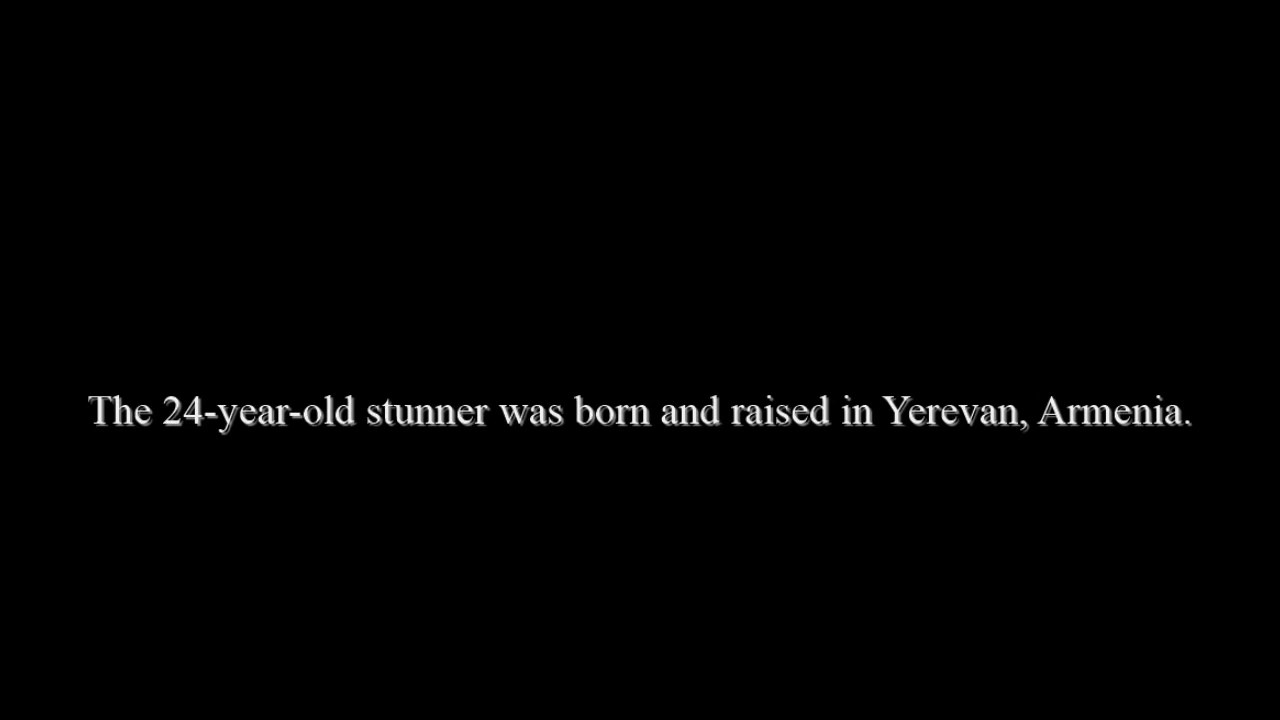 The 24-year-old stunner was born and raised in Yerevan, Armenia.